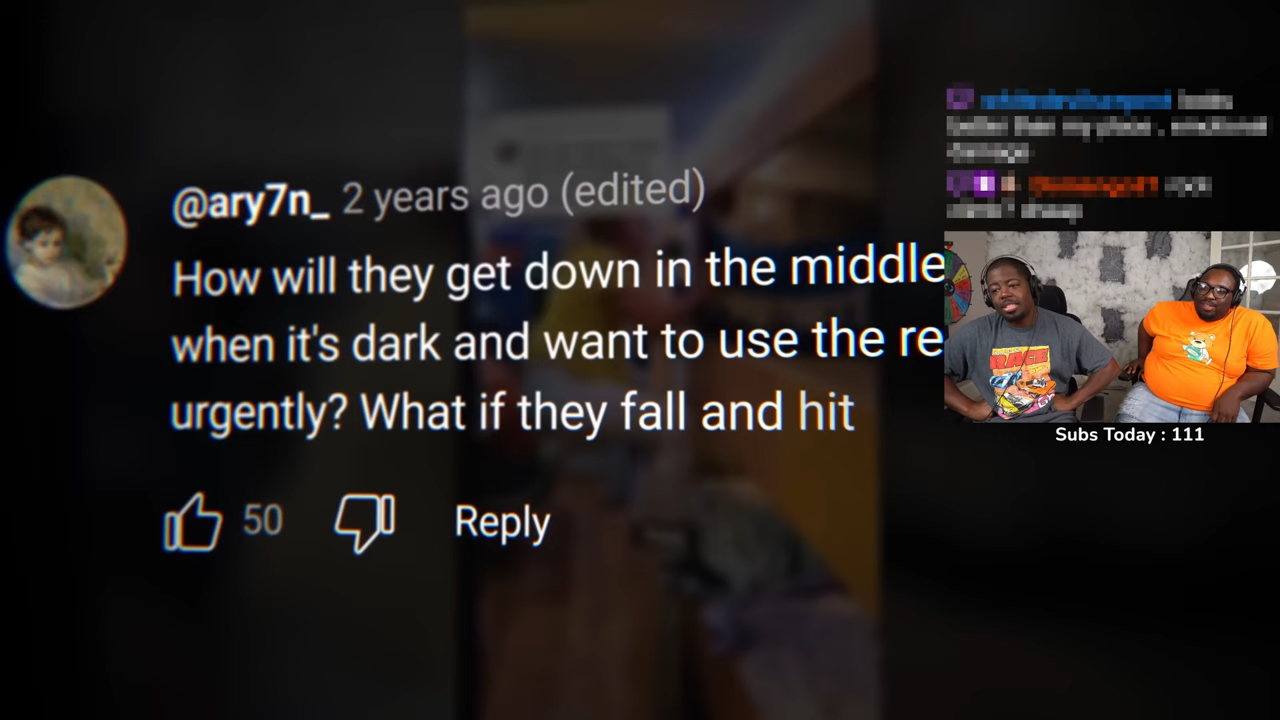 @ary7n_ 2 years ago (edited)
How will they get down in the middle
when it's dark and want to use the re
urgently? What if they fall and hit
50 Reply
RACE
Subs Today : 111